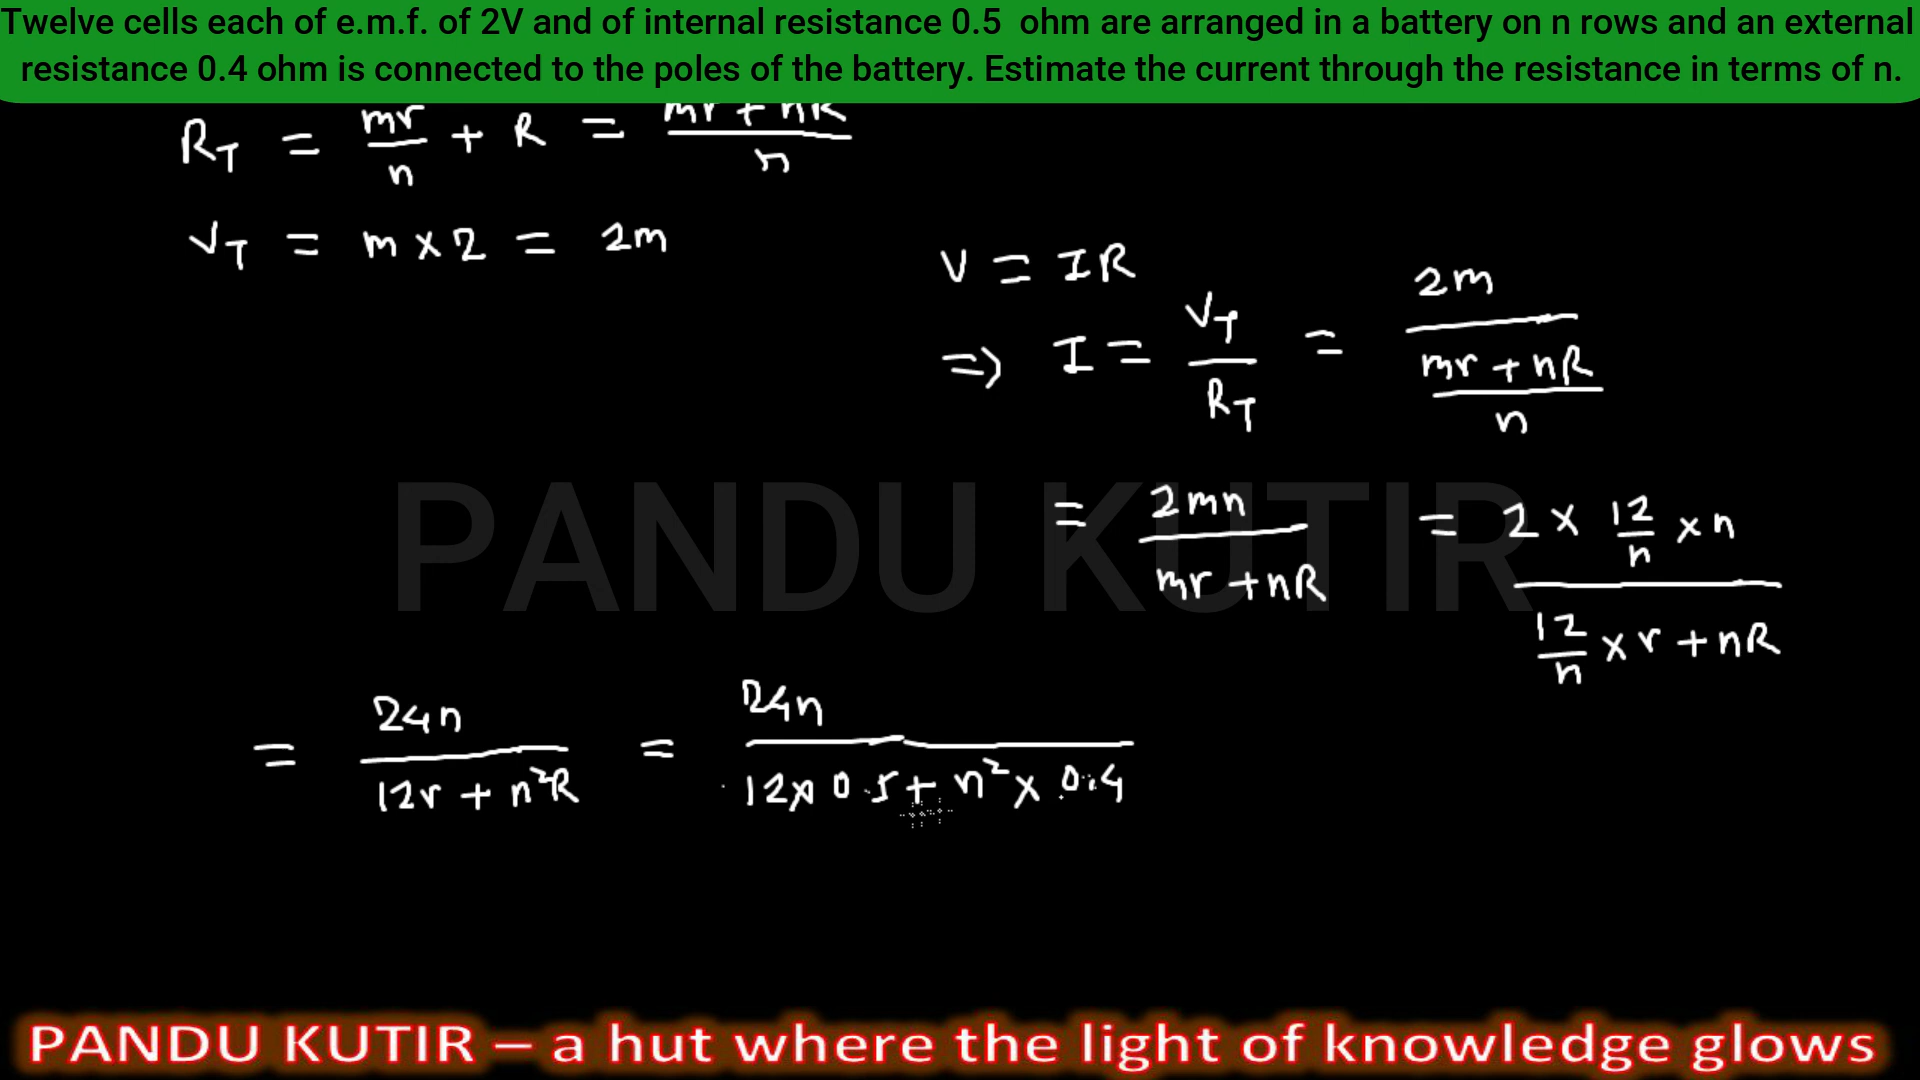 Twelve cells each of e.m.f. of 2V and of internal resistance 0.5 ohm are arranged in a battery on n rows and an external
resistance 0.4 ohm is connected to the poles of the battery. Estimate the current through the resistance in terms of n.
R_T = mr/n + R = (mr + nR)/n
V_T = m × 2 = 2m
V = IR
=> I = V_T/R_T = 2m/((mr + nR)/n)
= 2mn/(mr + nR) = (2 × 12/n × n)/(12/n × r + nR)
= 24n/(12r + n²R) = 24n/(12 × 0.5 + n² × 0.4)
PANDU KUTIR
PANDU KUTIR – a hut where the light of knowledge glows